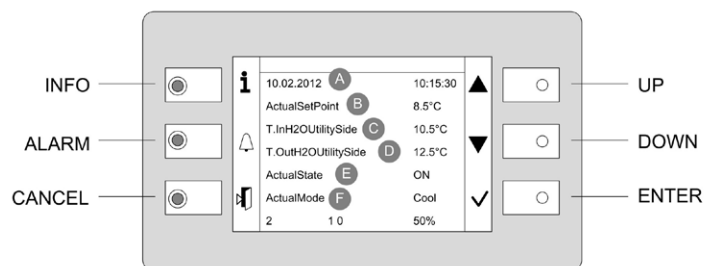 INFO
ALARM
CANCEL
i
10.02.2012 A 10:15:30
ActualSetPoint B 8.5°C
T.InH2OUtilitySide C 10.5°C
T.OutH2OUtilitySide D 12.5°C
ActualState E ON
ActualMode F Cool
2 1 0 50%
UP
DOWN
ENTER